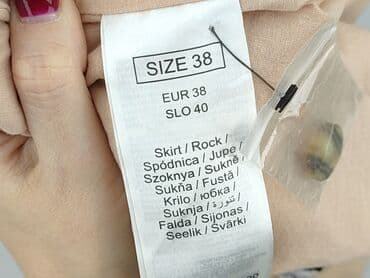 SIZE 38
EUR 38
SLO 40
Skirt / Rock /
Spódnica / Jupe /
Szoknya / Sukně /
Sukňa / Fustă /
Krilo / юбка /
Suknja / تنورة /
Falda / Sijonas /
Seelik / Svārki